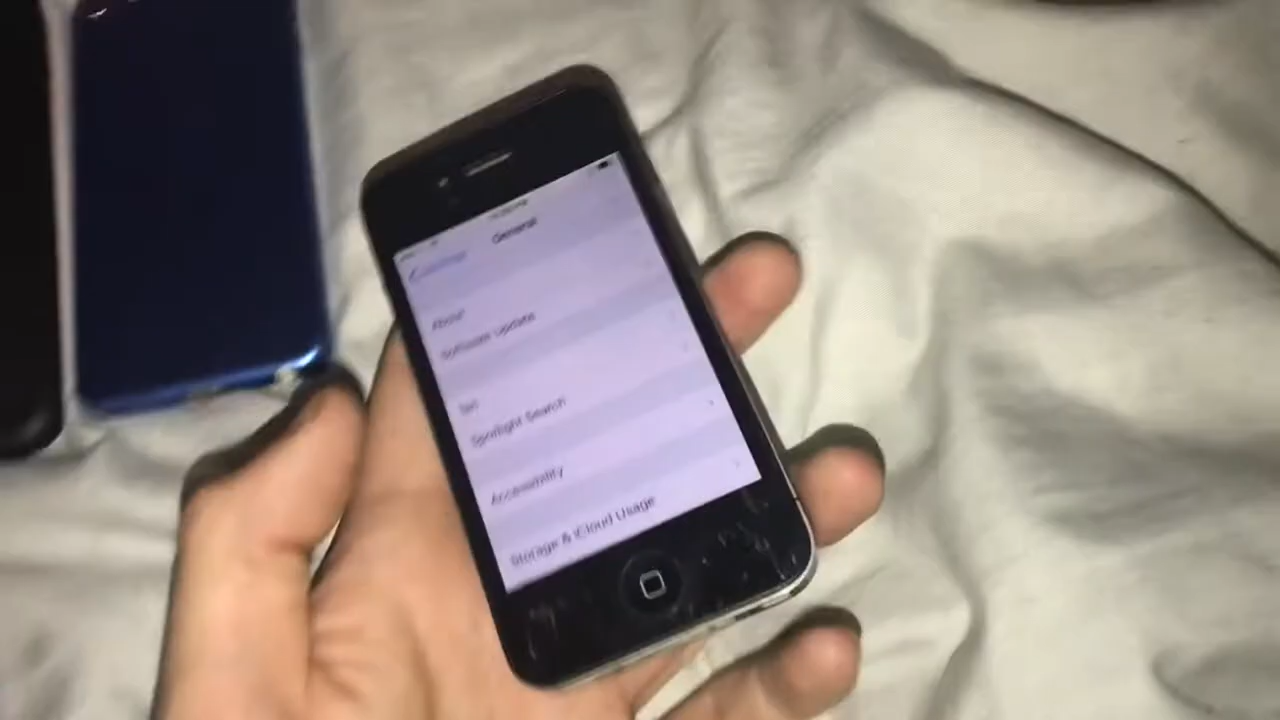 General
About
Software Update
Siri
Spotlight Search
Accessibility
Storage & iCloud Usage